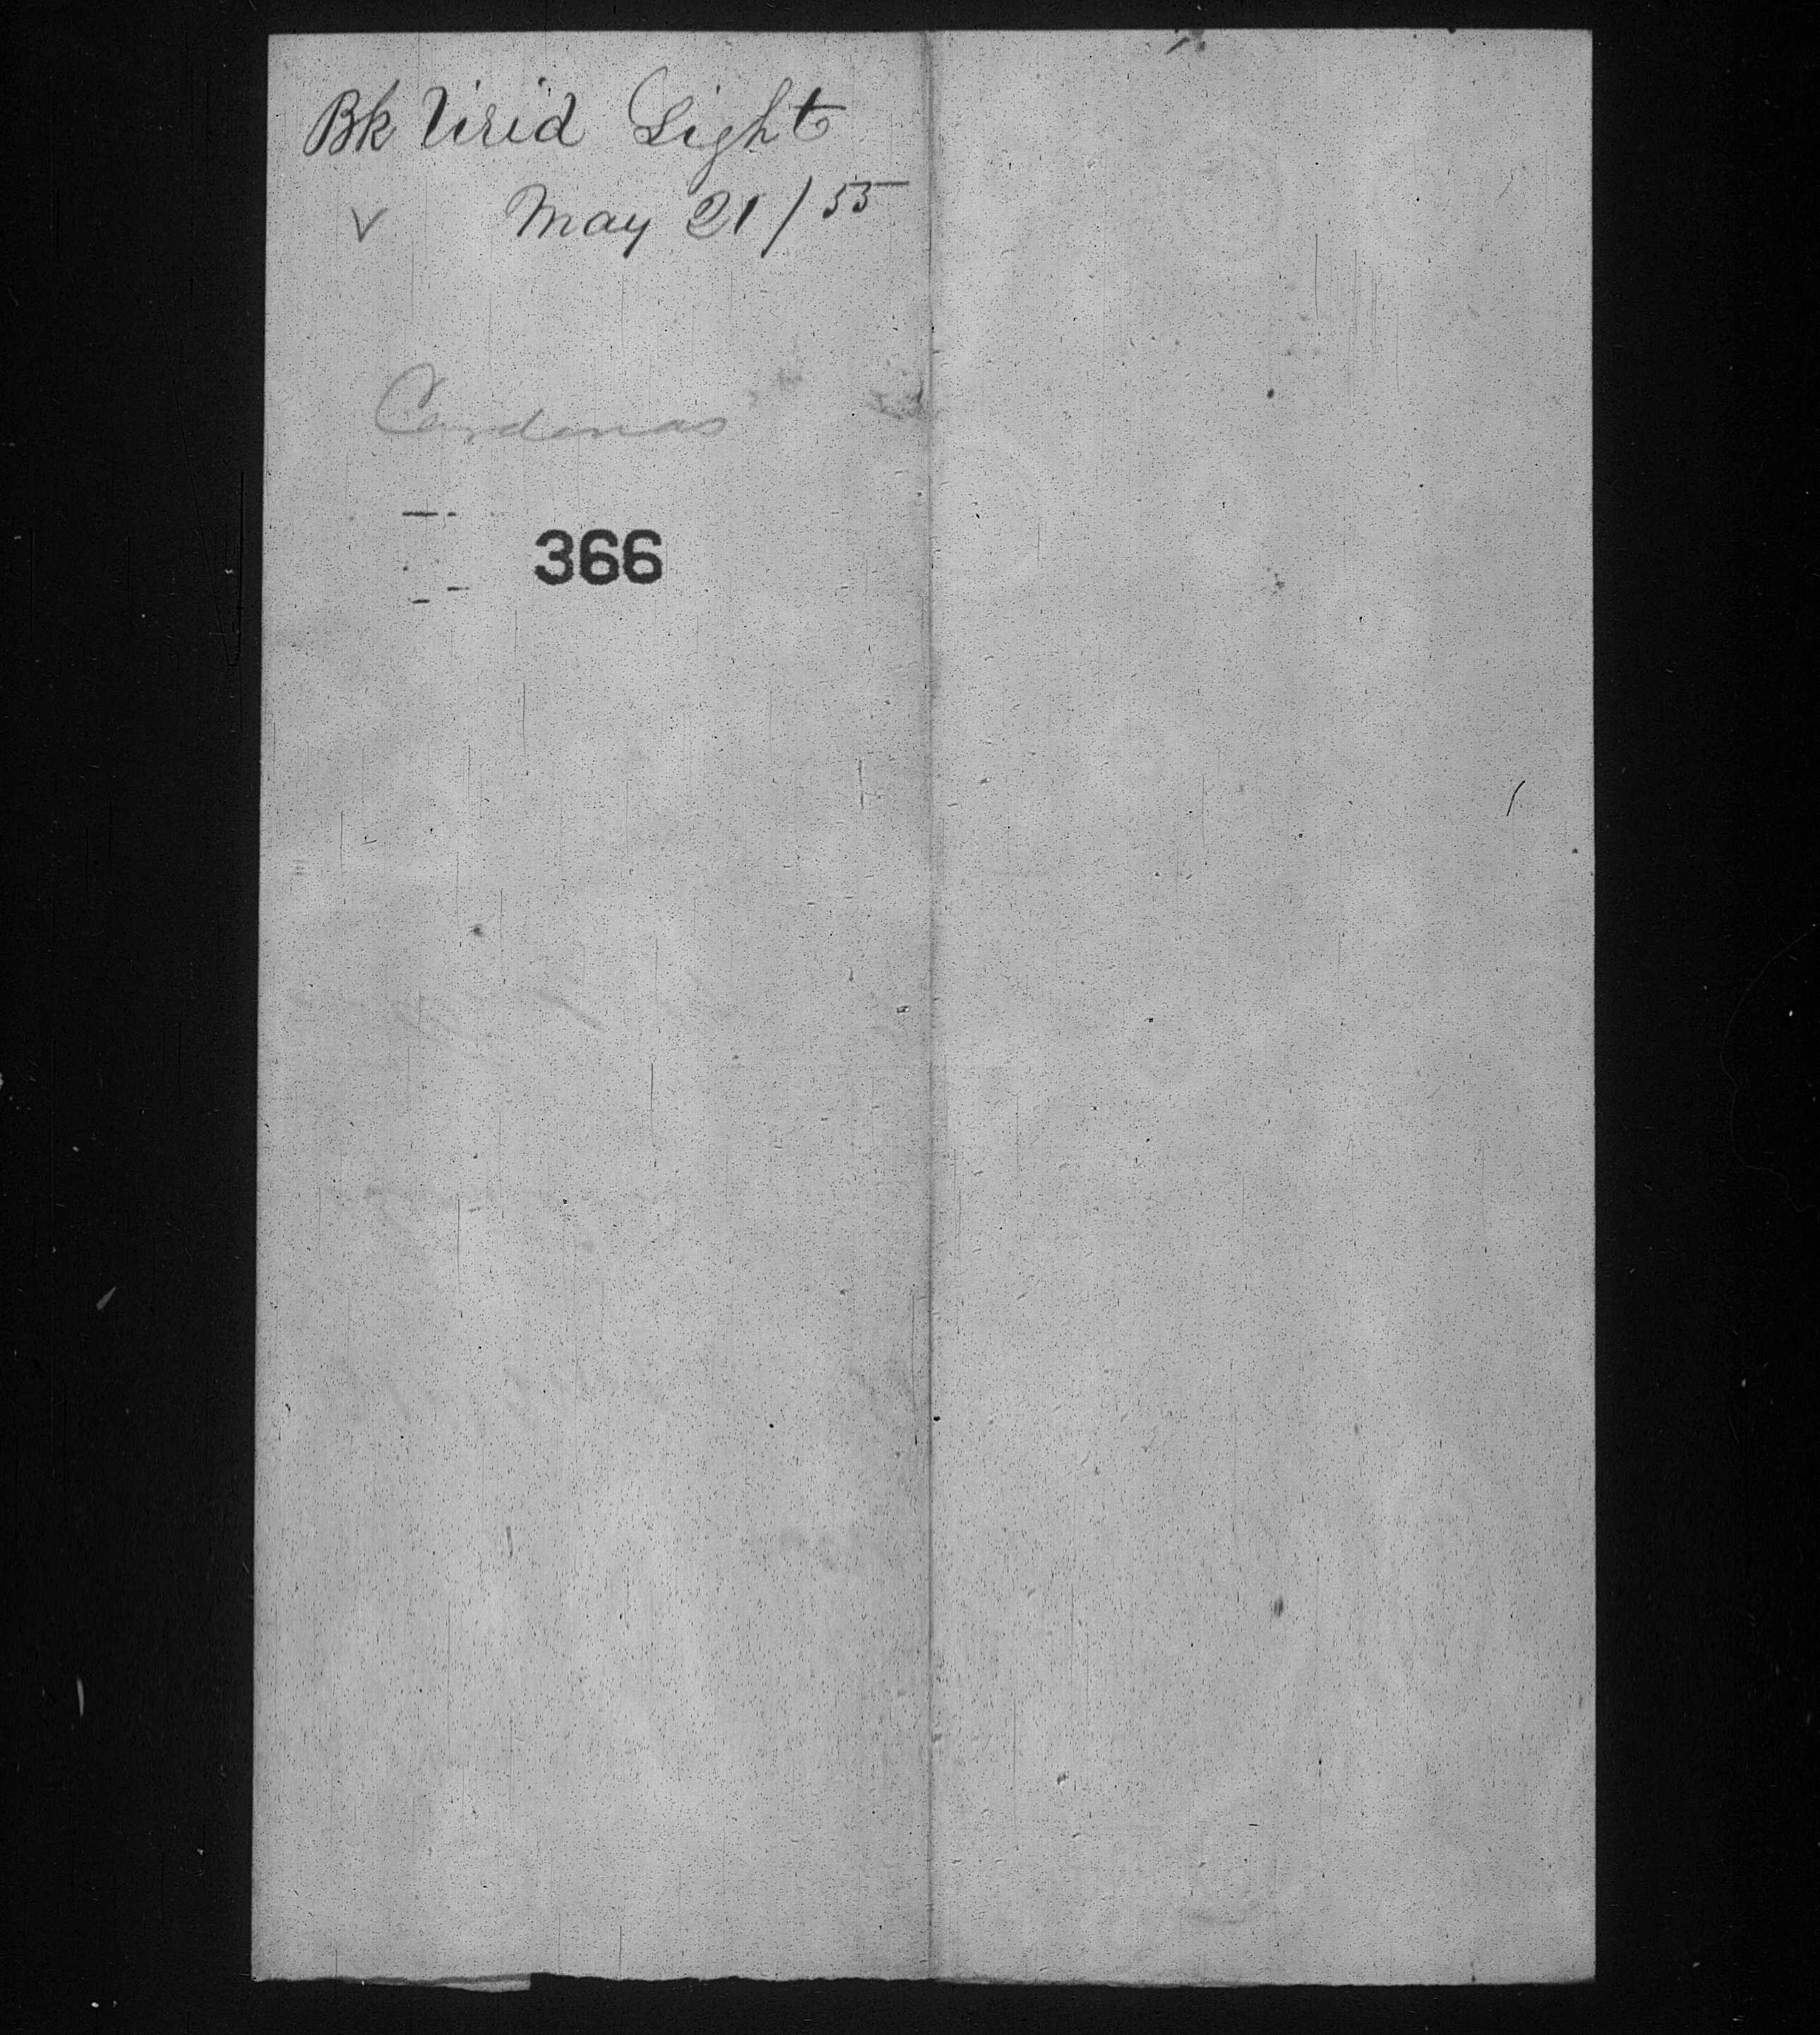 Bk Vivid Light
May 21/55
Cardenas
366